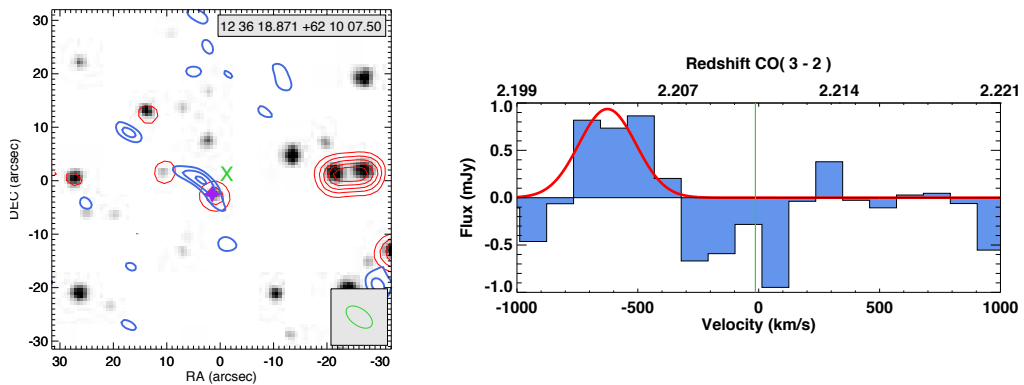 12 36 18.871 +62 10 07.50
30
20
10
0
-10
-20
-30
DEC (arcsec)
30 20 10 0 -10 -20 -30
RA (arcsec)
X
Redshift CO( 3 - 2 )
2.199 2.207 2.214 2.221
1.0
0.5
0.0
-0.5
-1.0
Flux (mJy)
-1000 -500 0 500 1000
Velocity (km/s)